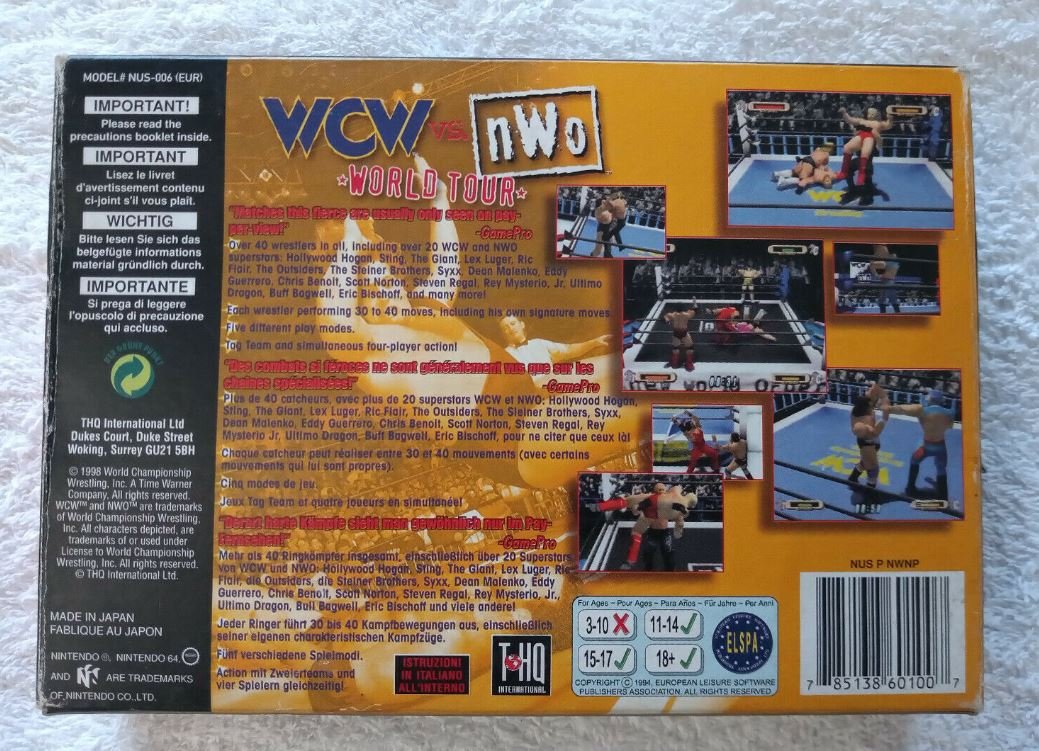 MODEL# NUS-006 (EUR)
IMPORTANT!
Please read the
precautions booklet inside.
IMPORTANT
Lisez le livret
d'avertissement contenu
ci-joint s'il vous plaît.
WICHTIG
Bitte lesen Sie sich das
beigefügte informations
material gründlich durch.
IMPORTANTE
Si prega di leggere
l'opuscolo di precauzione
qui accluso.
DER GRÜNE PUNKT
THQ International Ltd
Dukes Court, Duke Street
Woking, Surrey GU21 5BH
© 1998 World Championship
Wrestling, Inc. A Time Warner
Company, All rights reserved.
WCW™ and NWO™ are trademarks
of World Championship Wrestling,
Inc. All characters depicted, are
trademarks of or used under
License to World Championship
Wrestling, Inc. All rights reserved.
© THQ International Ltd.
MADE IN JAPAN
FABLIQUE AU JAPON
NINTENDO ®, NINTENDO 64,
AND N ARE TRADEMARKS
OF NINTENDO CO.,LTD.
WCW vs. nWo
WORLD TOUR
"Matches this fierce are usually only seen on pay-
per-view!"
-GamePro
Over 40 wrestlers in all, including over 20 WCW and NWO
superstars: Hollywood Hogan, Sting, The Giant, Lex Luger, Ric
Flair, The Outsiders, The Steiner Brothers, Syxx, Dean Malenko, Eddy
Guerrero, Chris Benoit, Scott Norton, Steven Regal, Rey Mysterio, Jr, Ultimo
Dragon, Buff Bagwell, Eric Bischoff, and many more!
Each wrestler performing 30 to 40 moves, including his own signature moves
Five different play modes.
Tag Team and simultaneous four-player action!
"Des combats si féroces ne sont généralement vus que sur les
chaines spécialisées!"
-GamePro
Plus de 40 catcheurs, avec plus de 20 superstars WCW et NWO: Hollywood Hogan,
Sting, The Giant, Lex Luger, Ric Flair, The Outsiders, The Steiner Brothers, Syxx,
Dean Malenko, Eddy Guerrero, Chris Benoit, Scott Norton, Steven Regal, Rey
Mysterio Jr, Ultimo Dragon, Buff Bagwell, Eric Bischoff, pour ne citer que ceux là!
Chaque catcheur peut réaliser entre 30 et 40 mouvements (avec certains
mouvements qui lui sont propres).
Cinq modes de jeu.
Jeux Tag Team et quatre joueurs en simultanée!
"Derart harte Kämpfe sieht man gewöhnlich nur im Pay-
Fernsehen!"
-GamePro
Mehr als 40 Ringkämpfer insgesamt, einschließlich über 20 Superstars
von WCW und NWO: Hollywood Hogan, Sting, The Giant, Lex Luger, Ric
Flair, die Outsiders, die Steiner Brothers, Syxx, Dean Malenko, Eddy
Guerrero, Chris Benoit, Scott Norton, Steven Regal, Rey Mysterio, Jr.,
Ultimo Dragon, Bull Bagwell, Eric Bischoff und viele andere!
Jeder Ringer führt 30 bis 40 Kampfbewegungen aus, einschließlich
seiner eigenen charakteristischen Kampfzüge.
Fünf verschiedene Spielmodi.
Action mit Zweierteams und
vier Spielern gleichzeitig!
ISTRUZIONI
IN ITALIANO
ALL'INTERNO
T·HQ
INTERNATIONAL
For Ages – Pour Ages – Para Años – Für Jahre – Per Anni
3-10 11-14
15-17 18+
ELSPA
COPYRIGHT © 1994, EUROPEAN LEISURE SOFTWARE
PUBLISHERS ASSOCIATION. ALL RIGHTS RESERVED
NUS P NWNP
7 85138 60100 7